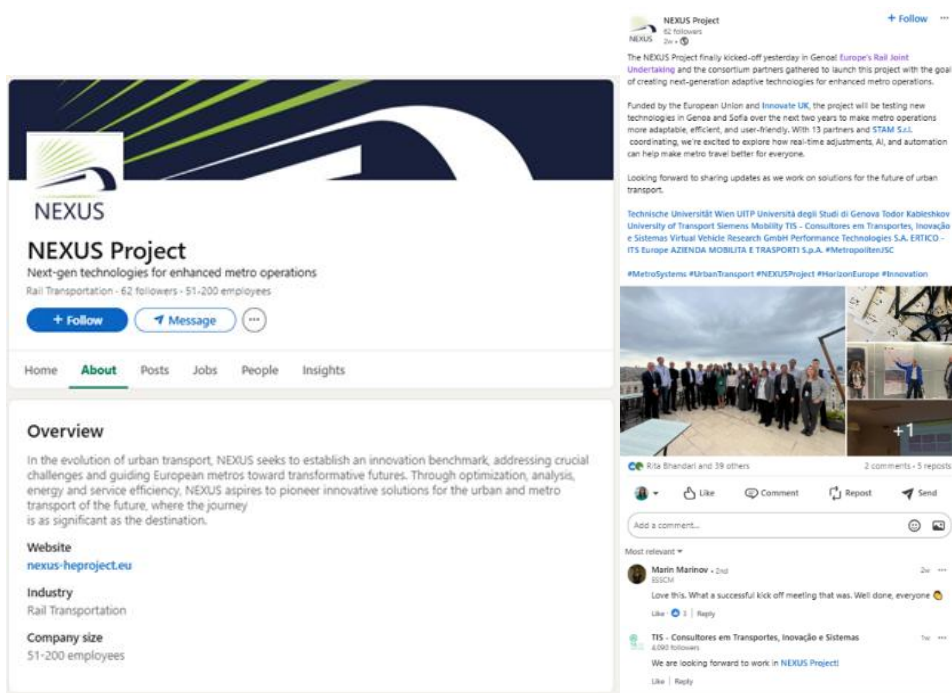 NEXUS
NEXUS Project
Next-gen technologies for enhanced metro operations
Rail Transportation · 62 followers · 51-200 employees
+ Follow
Message
Home About Posts Jobs People Insights
Overview
In the evolution of urban transport, NEXUS seeks to establish an innovation benchmark, addressing crucial
challenges and guiding European metros toward transformative futures. Through optimization, analysis,
energy and service efficiency, NEXUS aspires to pioneer innovative solutions for the urban and metro
transport of the future, where the journey
is as significant as the destination.
Website
nexus-heproject.eu
Industry
Rail Transportation
Company size
51-200 employees
NEXUS
NEXUS Project
62 followers
2w
+ Follow
The NEXUS Project finally kicked-off yesterday in Genoa! Europe's Rail Joint
Undertaking and the consortium partners gathered to launch this project with the goal
of creating next-generation adaptive technologies for enhanced metro operations.
Funded by the European Union and Innovate UK, the project will be testing new
technologies in Genoa and Sofia over the next two years to make metro operations
more adaptable, efficient, and user-friendly. With 13 partners and STAM S.r.l.
coordinating, we're excited to explore how real-time adjustments, AI, and automation
can help make metro travel better for everyone.
Looking forward to sharing updates as we work on solutions for the future of urban
transport.
Technische Universität Wien UITP Università degli Studi di Genova Todor Kableshkov
University of Transport Siemens Mobility TIS - Consultores em Transportes, Inovação
e Sistemas Virtual Vehicle Research GmbH Performance Technologies S.A. ERTICO -
ITS Europe AZIENDA MOBILITA E TRASPORTI S.p.A. #MetropolitenJSC
#MetroSystems #UrbanTransport #NEXUSProject #HorizonEurope #Innovation
+1
Rita Bhandari and 39 others 2 comments · 5 reposts
Like Comment Repost Send
Add a comment...
Most relevant
Marin Marinov · 2nd 2w
ESSCM
Love this. What a successful kick off meeting that was. Well done, everyone 👏
Like · 3 | Reply
TIS - Consultores em Transportes, Inovação e Sistemas 1w
4,090 followers
We are looking forward to work in NEXUS Project!
Like | Reply